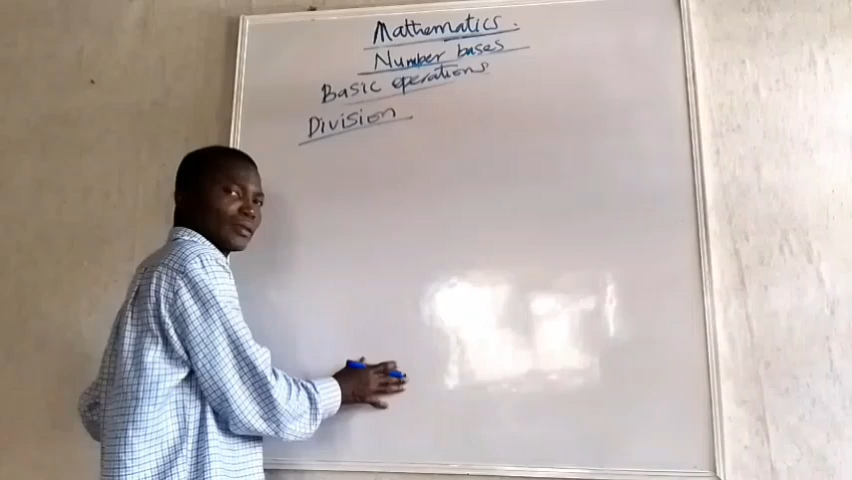 Mathematics.
Number bases
Basic operations
Division